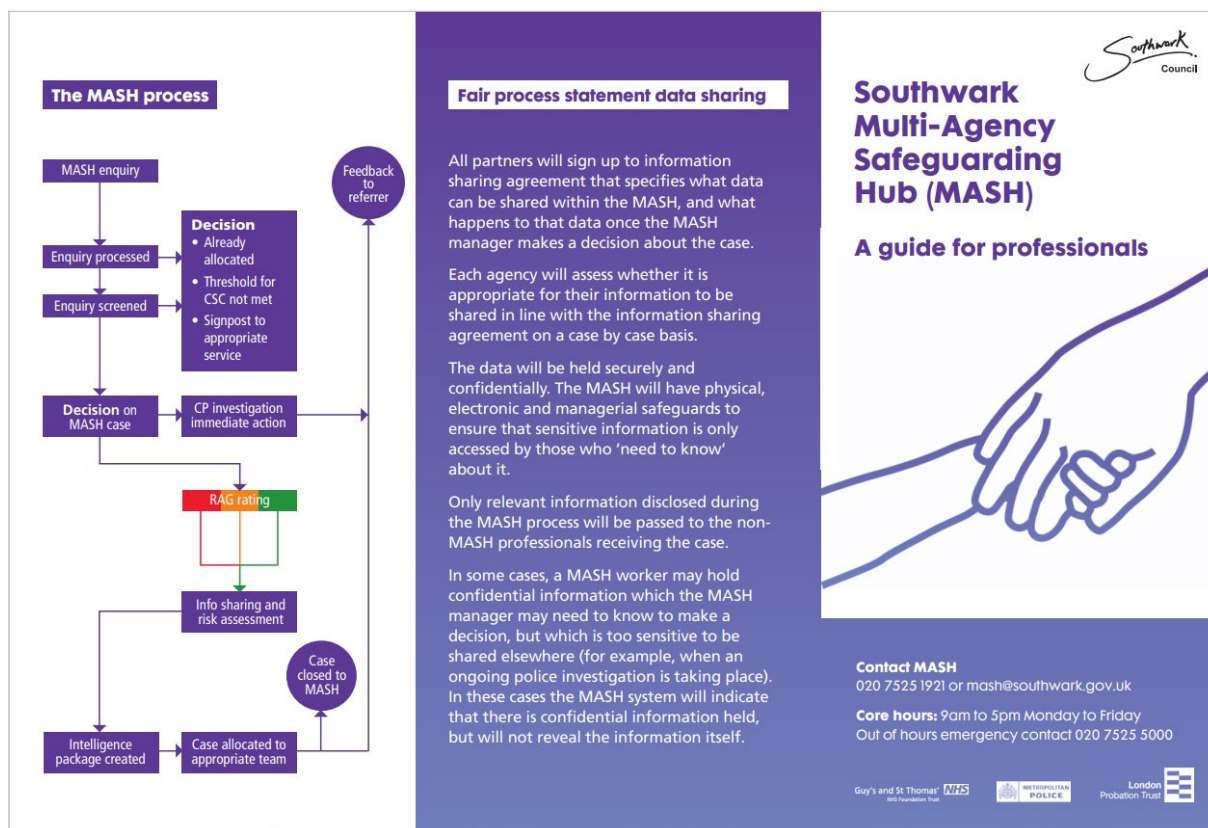 The MASH process
MASH enquiry
Enquiry processed
Enquiry screened
Decision
• Already
allocated
• Threshold for
CSC not met
• Signpost to
appropriate
service
Feedback
to
referrer
Decision on
MASH case
CP investigation
immediate action
RAG rating
Info sharing and
risk assessment
Case
closed to
MASH
Intelligence
package created
Case allocated to
appropriate team
Fair process statement data sharing
All partners will sign up to information
sharing agreement that specifies what data
can be shared within the MASH, and what
happens to that data once the MASH
manager makes a decision about the case.
Each agency will assess whether it is
appropriate for their information to be
shared in line with the information sharing
agreement on a case by case basis.
The data will be held securely and
confidentially. The MASH will have physical,
electronic and managerial safeguards to
ensure that sensitive information is only
accessed by those who ‘need to know’
about it.
Only relevant information disclosed during
the MASH process will be passed to the non-
MASH professionals receiving the case.
In some cases, a MASH worker may hold
confidential information which the MASH
manager may need to know to make a
decision, but which is too sensitive to be
shared elsewhere (for example, when an
ongoing police investigation is taking place).
In these cases the MASH system will indicate
that there is confidential information held,
but will not reveal the information itself.
Southwark
Council
Southwark
Multi-Agency
Safeguarding
Hub (MASH)
A guide for professionals
Contact MASH
020 7525 1921 or mash@southwark.gov.uk
Core hours: 9am to 5pm Monday to Friday
Out of hours emergency contact 020 7525 5000
Guy's and St Thomas' NHS
NHS Foundation Trust
METROPOLITAN
POLICE
London
Probation Trust